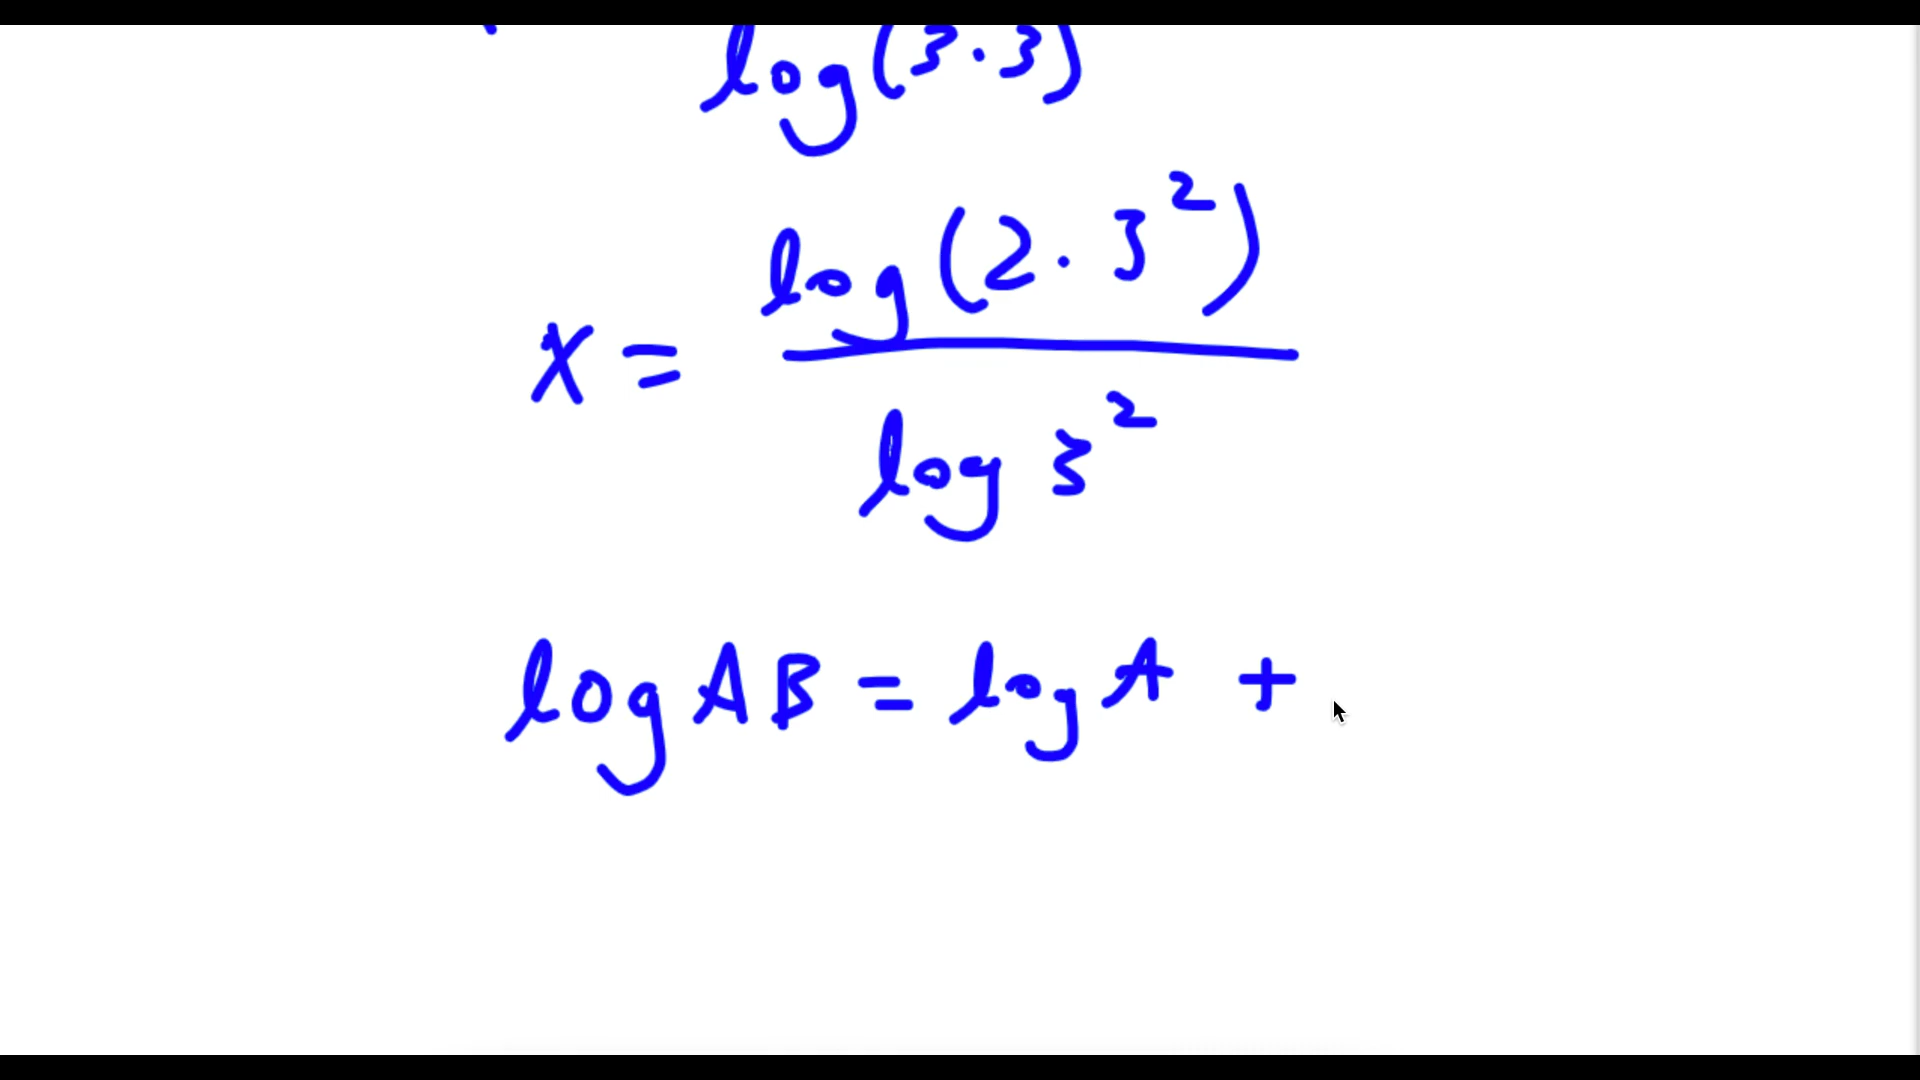 log(3·3)
x = log(2·3²) / log 3²
log AB = log A +